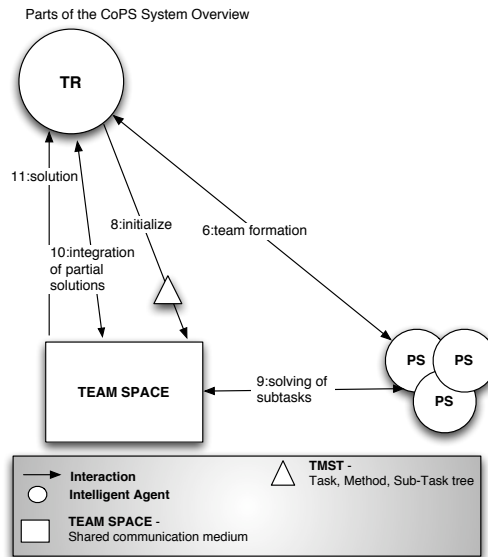 Parts of the CoPS System Overview
TR
11:solution
8:initialize
6:team formation
10:integration
of partial
solutions
TEAM SPACE
9:solving of
subtasks
PS
PS
PS
Interaction
Intelligent Agent
TEAM SPACE -
Shared communication medium
TMST -
Task, Method, Sub-Task tree